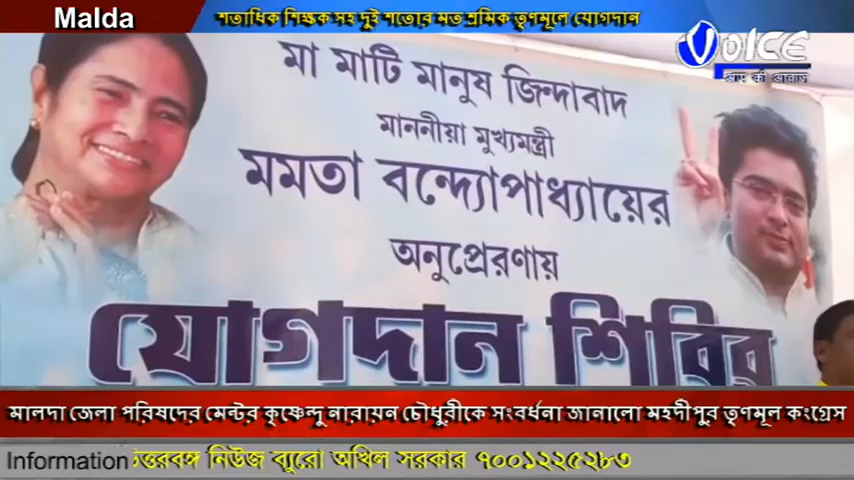 Malda
শতাধিক শিক্ষক সহ দুই শতোর মত শ্রমিক তৃণমূলে যোগদান
VOICE
মা মাটি মানুষ জিন্দাবাদ
মাননীয়া মুখ্যমন্ত্রী
মমতা বন্দ্যোপাধ্যায়ের
অনুপ্রেরণায়
যোগদান শিবির
মালদা জেলা পরিষদের মেন্টর কৃষ্ণেন্দু নারায়ন চৌধুরীকে সংবর্ধনা জানালো মহদীপুর তৃণমূল কংগ্রেস
Information উত্তরবঙ্গ নিউজ ব্যুরো অখিল সরকার ৭০০১২২৫২৮৩